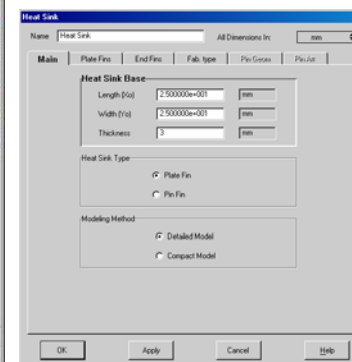 Heat Sink
Name Heat Sink All Dimensions In: mm
Main Plate Fins End Fins Fab. type Pin Geom Pin Arr
Heat Sink Base
Length (Xo) 2.500000e+001 mm
Width (Yo) 2.500000e+001 mm
Thickness 3 mm
Heat Sink Type
Plate Fin
Pin Fin
Modeling Method
Detailed Model
Compact Model
OK Apply Cancel Help